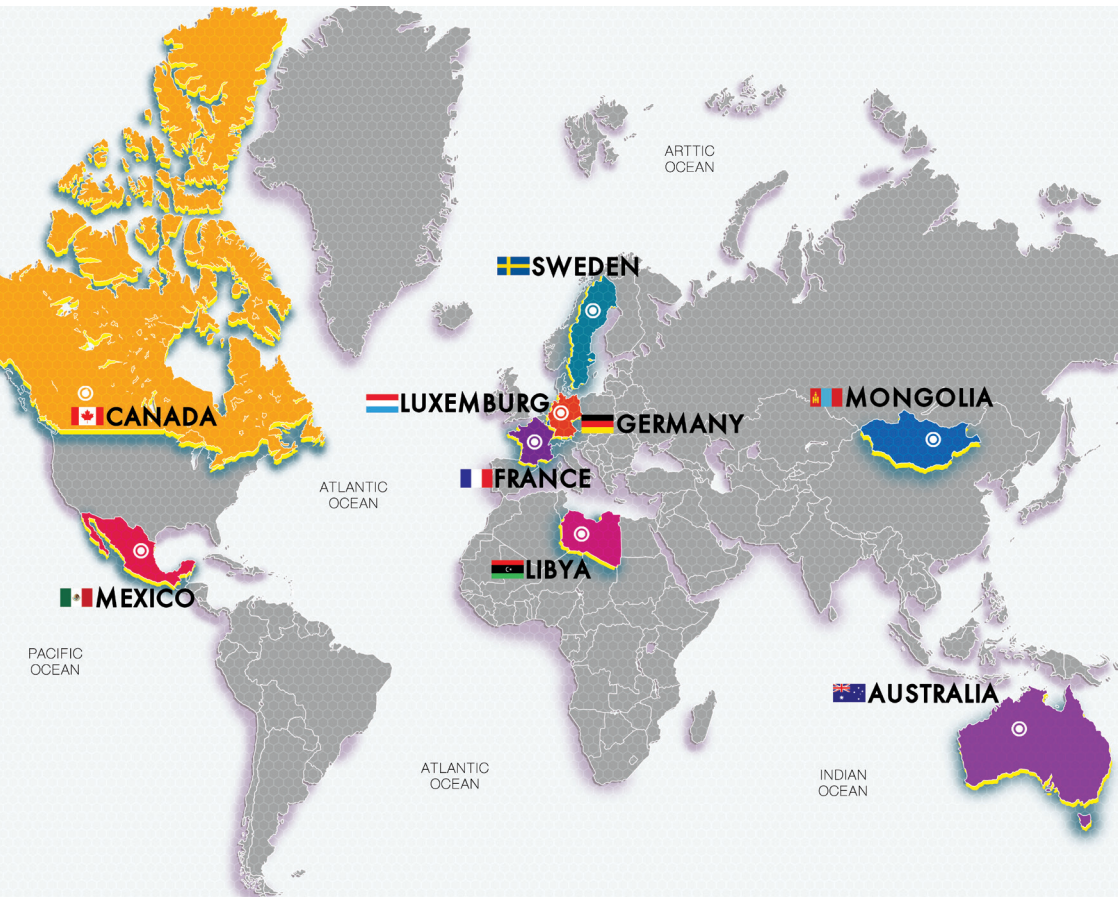 ARTTIC
OCEAN
SWEDEN
LUXEMBURG
MONGOLIA
CANADA
GERMANY
FRANCE
ATLANTIC
OCEAN
LIBYA
MEXICO
PACIFIC
OCEAN
AUSTRALIA
ATLANTIC
OCEAN
INDIAN
OCEAN